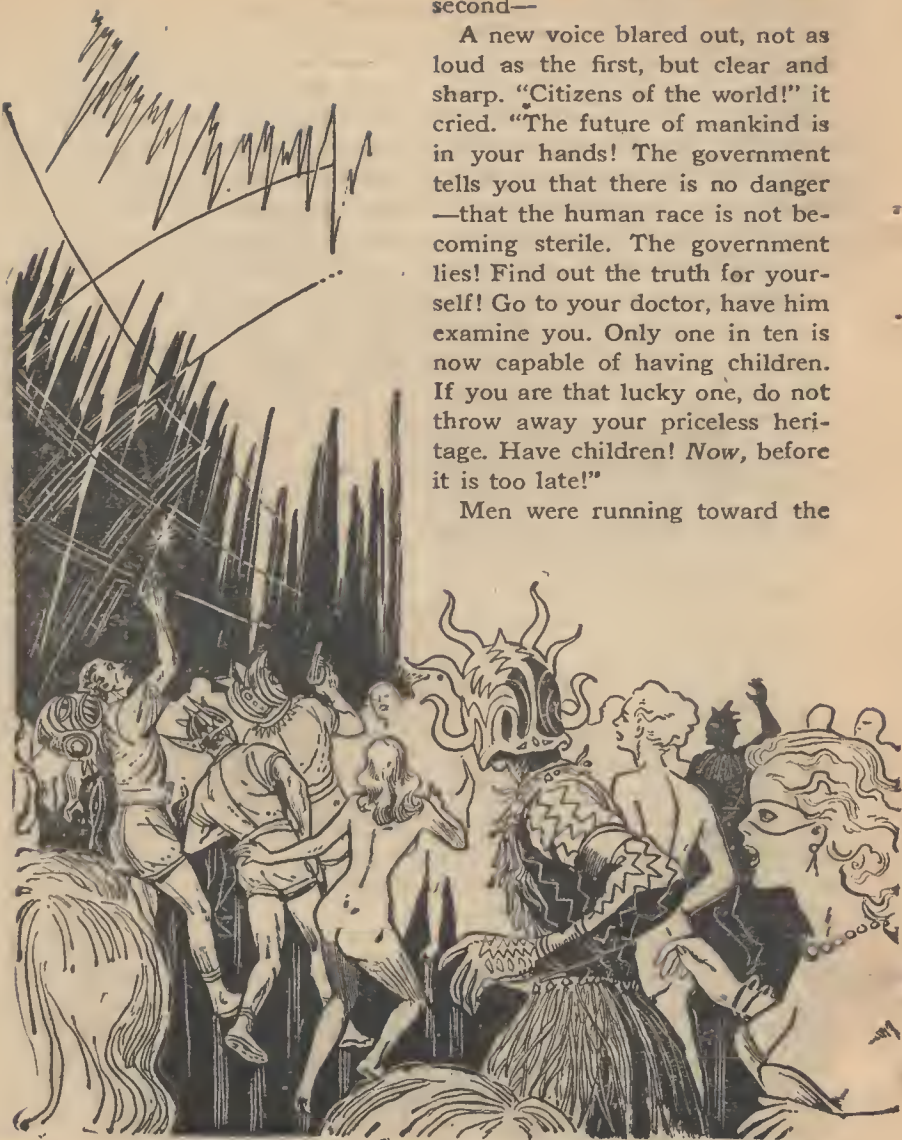 second—
A new voice blared out, not as
loud as the first, but clear and
sharp. “Citizens of the world!” it
cried. “The future of mankind is
in your hands! The government
tells you that there is no danger
—that the human race is not be-
coming sterile. The government
lies! Find out the truth for your-
self! Go to your doctor, have him
examine you. Only one in ten is
now capable of having children.
If you are that lucky one, do not
throw away your priceless heri-
tage. Have children! Now, before
it is too late!”
Men were running toward the